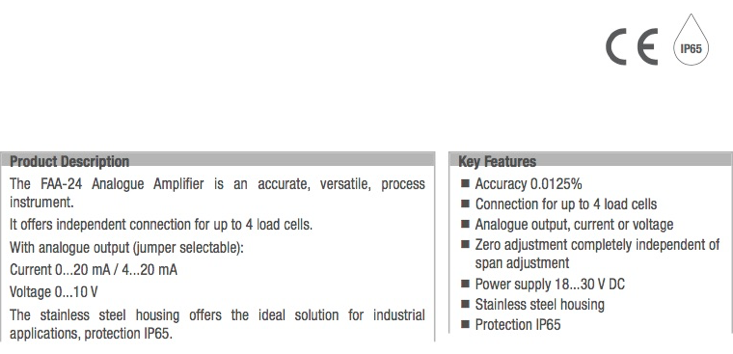 CE IP65
Product Description
The FAA-24 Analogue Amplifier is an accurate, versatile, process
instrument.
It offers independent connection for up to 4 load cells.
With analogue output (jumper selectable):
Current 0...20 mA / 4...20 mA
Voltage 0...10 V
The stainless steel housing offers the ideal solution for industrial
applications, protection IP65.
Key Features
■ Accuracy 0.0125%
■ Connection for up to 4 load cells
■ Analogue output, current or voltage
■ Zero adjustment completely independent of
span adjustment
■ Power supply 18...30 V DC
■ Stainless steel housing
■ Protection IP65